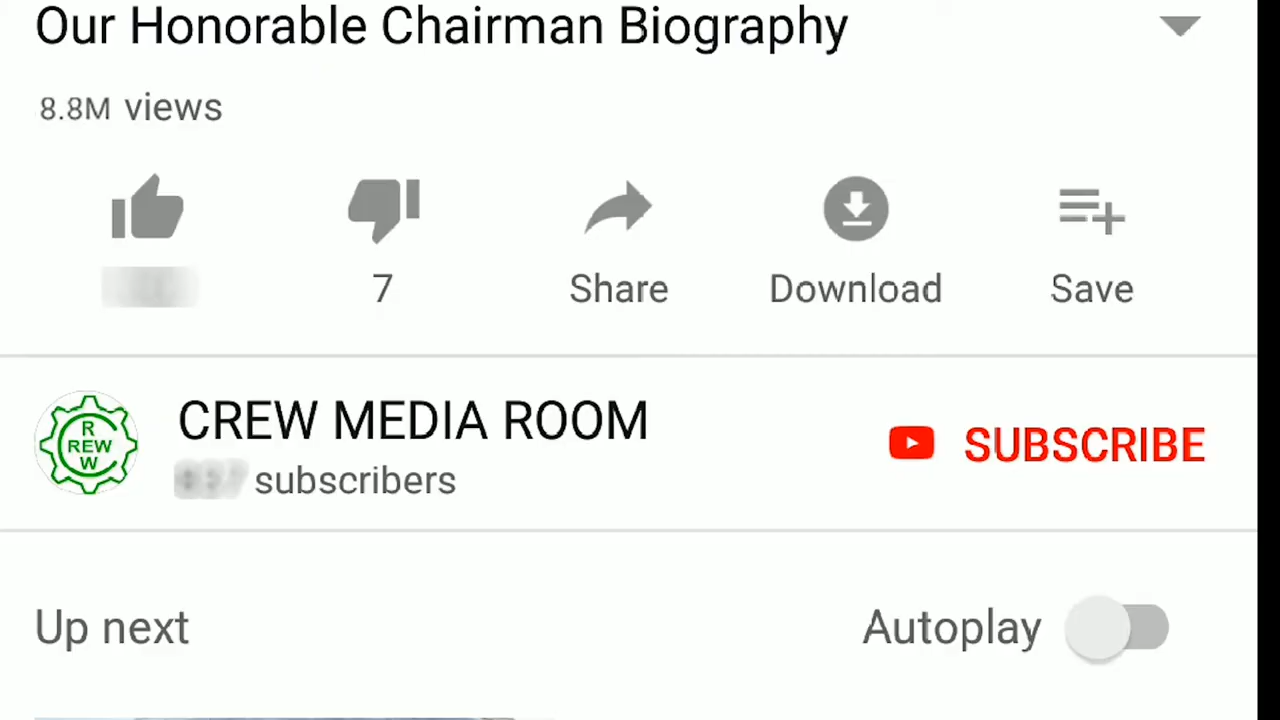 Our Honorable Chairman Biography
8.8M views
7
Share
Download
Save
R
REW
W
CREW MEDIA ROOM
subscribers
SUBSCRIBE
Up next
Autoplay